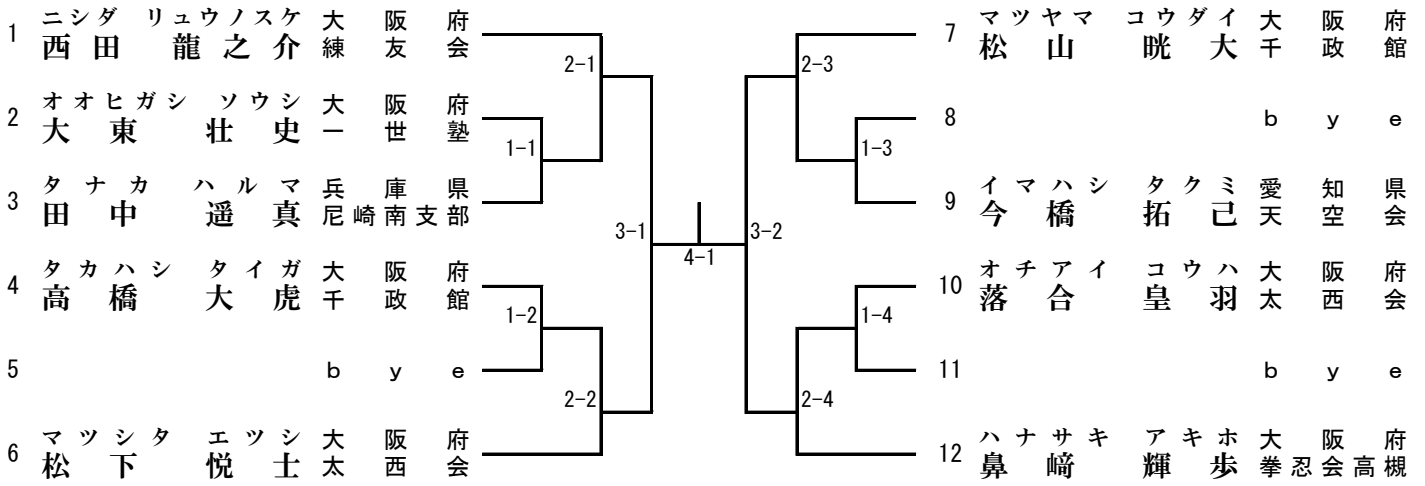 1 ニシダ リュウノスケ 大阪府
西田 龍之介 練友会
2-1
2 オオヒガシ ソウシ 大阪府
大東 壮史 一世塾
1-1
3 タナカ ハルマ 兵庫県
田中 遥真 尼崎南支部
3-1
4 タカハシ タイガ 大阪府
高橋 大虎 千政館
1-2
5 bye
2-2
6 マツシタ エツシ 大阪府
松下 悦士 太西会
4-1
7 マツヤマ コウダイ 大阪府
松山 晄大 千政館
2-3
8 bye
1-3
9 イマハシ タクミ 愛知県
今橋 拓己 天空会
3-2
10 オチアイ コウハ 大阪府
落合 皇羽 太西会
1-4
11 bye
2-4
12 ハナサキ アキホ 大阪府
鼻﨑 輝歩 拳忍会高槻